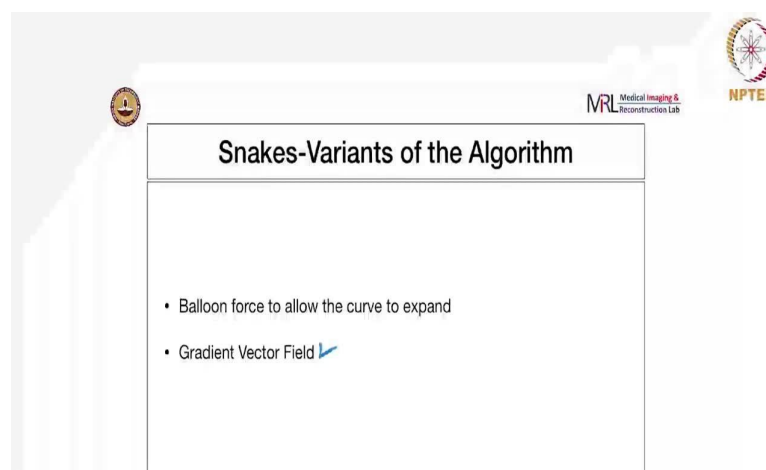 MRL Medical Imaging &
Reconstruction Lab
NPTE
Snakes-Variants of the Algorithm
• Balloon force to allow the curve to expand
• Gradient Vector Field